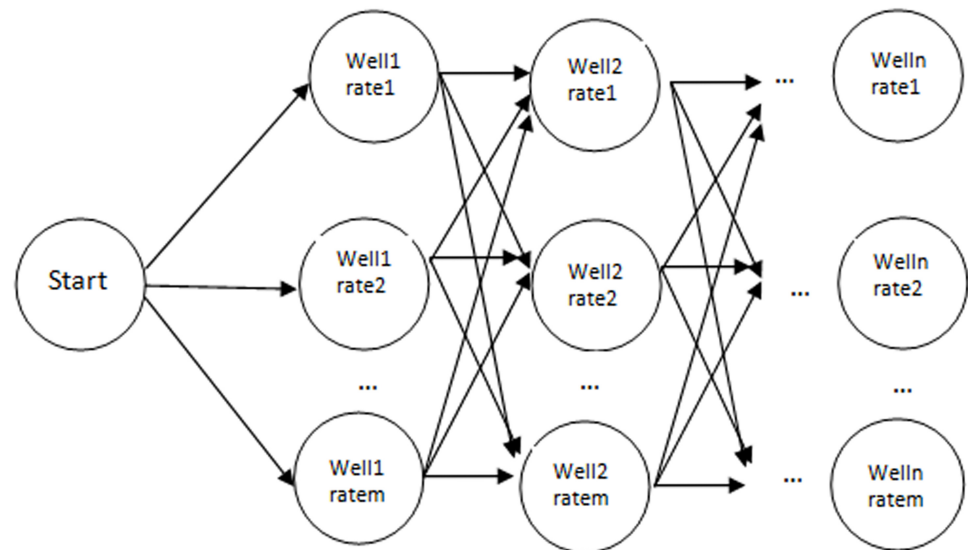 Well1
rate1
Well2
rate1
...
Welln
rate1
Start
Well1
rate2
Well2
rate2
...
Welln
rate2
...
...
...
Well1
ratem
Well2
ratem
...
Welln
ratem